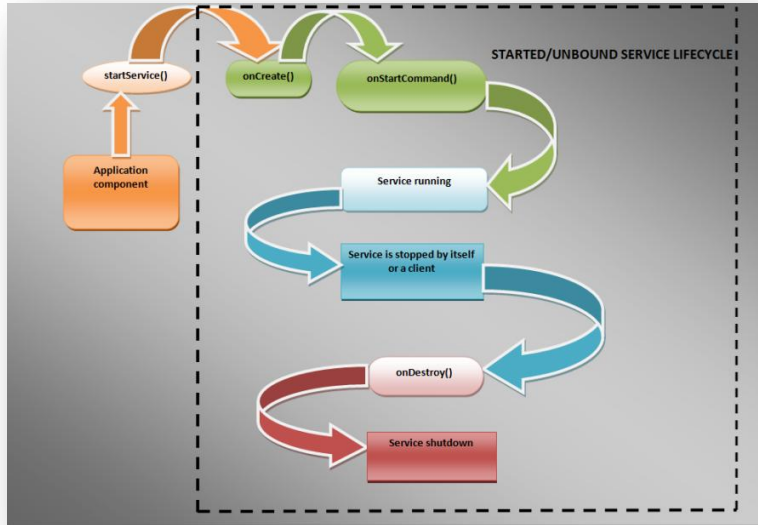 STARTED/UNBOUND SERVICE LIFECYCLE
startService()
onCreate()
onStartCommand()
Application
component
Service running
Service is stopped by itself
or a client
onDestroy()
Service shutdown